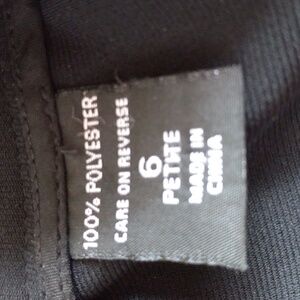 100% POLYESTER
CARE ON REVERSE
6
PETITE
MADE IN
CHINA